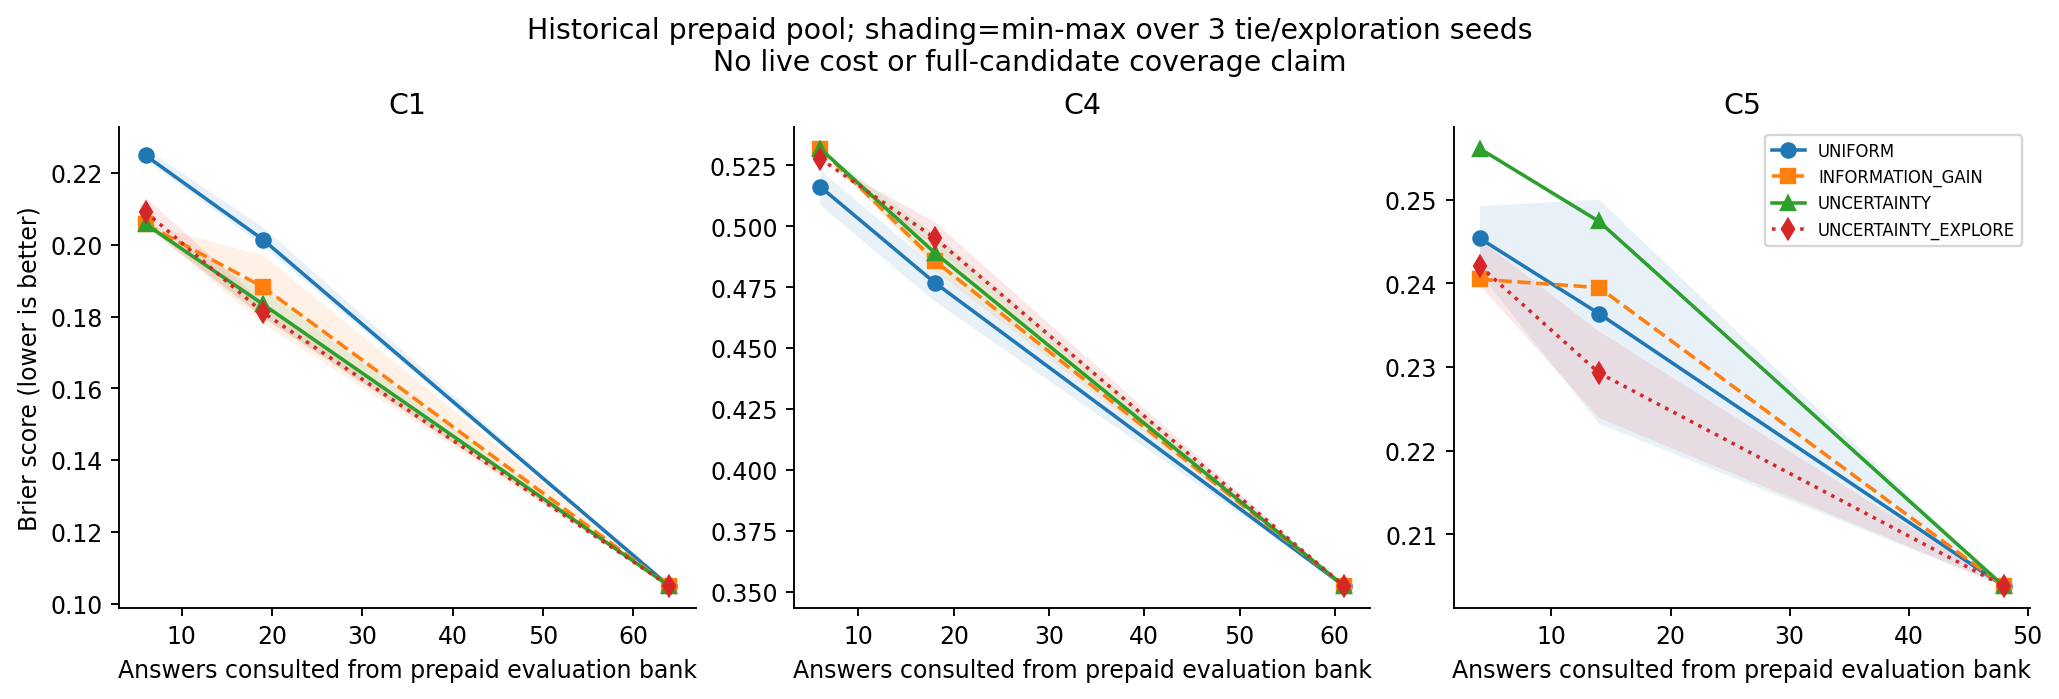 Historical prepaid pool; shading=min-max over 3 tie/exploration seeds
No live cost or full-candidate coverage claim
C1
Brier score (lower is better)
0.22
0.20
0.18
0.16
0.14
0.12
0.10
10 20 30 40 50 60
Answers consulted from prepaid evaluation bank
C4
0.525
0.500
0.475
0.450
0.425
0.400
0.375
0.350
10 20 30 40 50 60
Answers consulted from prepaid evaluation bank
C5
UNIFORM
INFORMATION_GAIN
UNCERTAINTY
UNCERTAINTY_EXPLORE
0.25
0.24
0.23
0.22
0.21
10 20 30 40 50
Answers consulted from prepaid evaluation bank